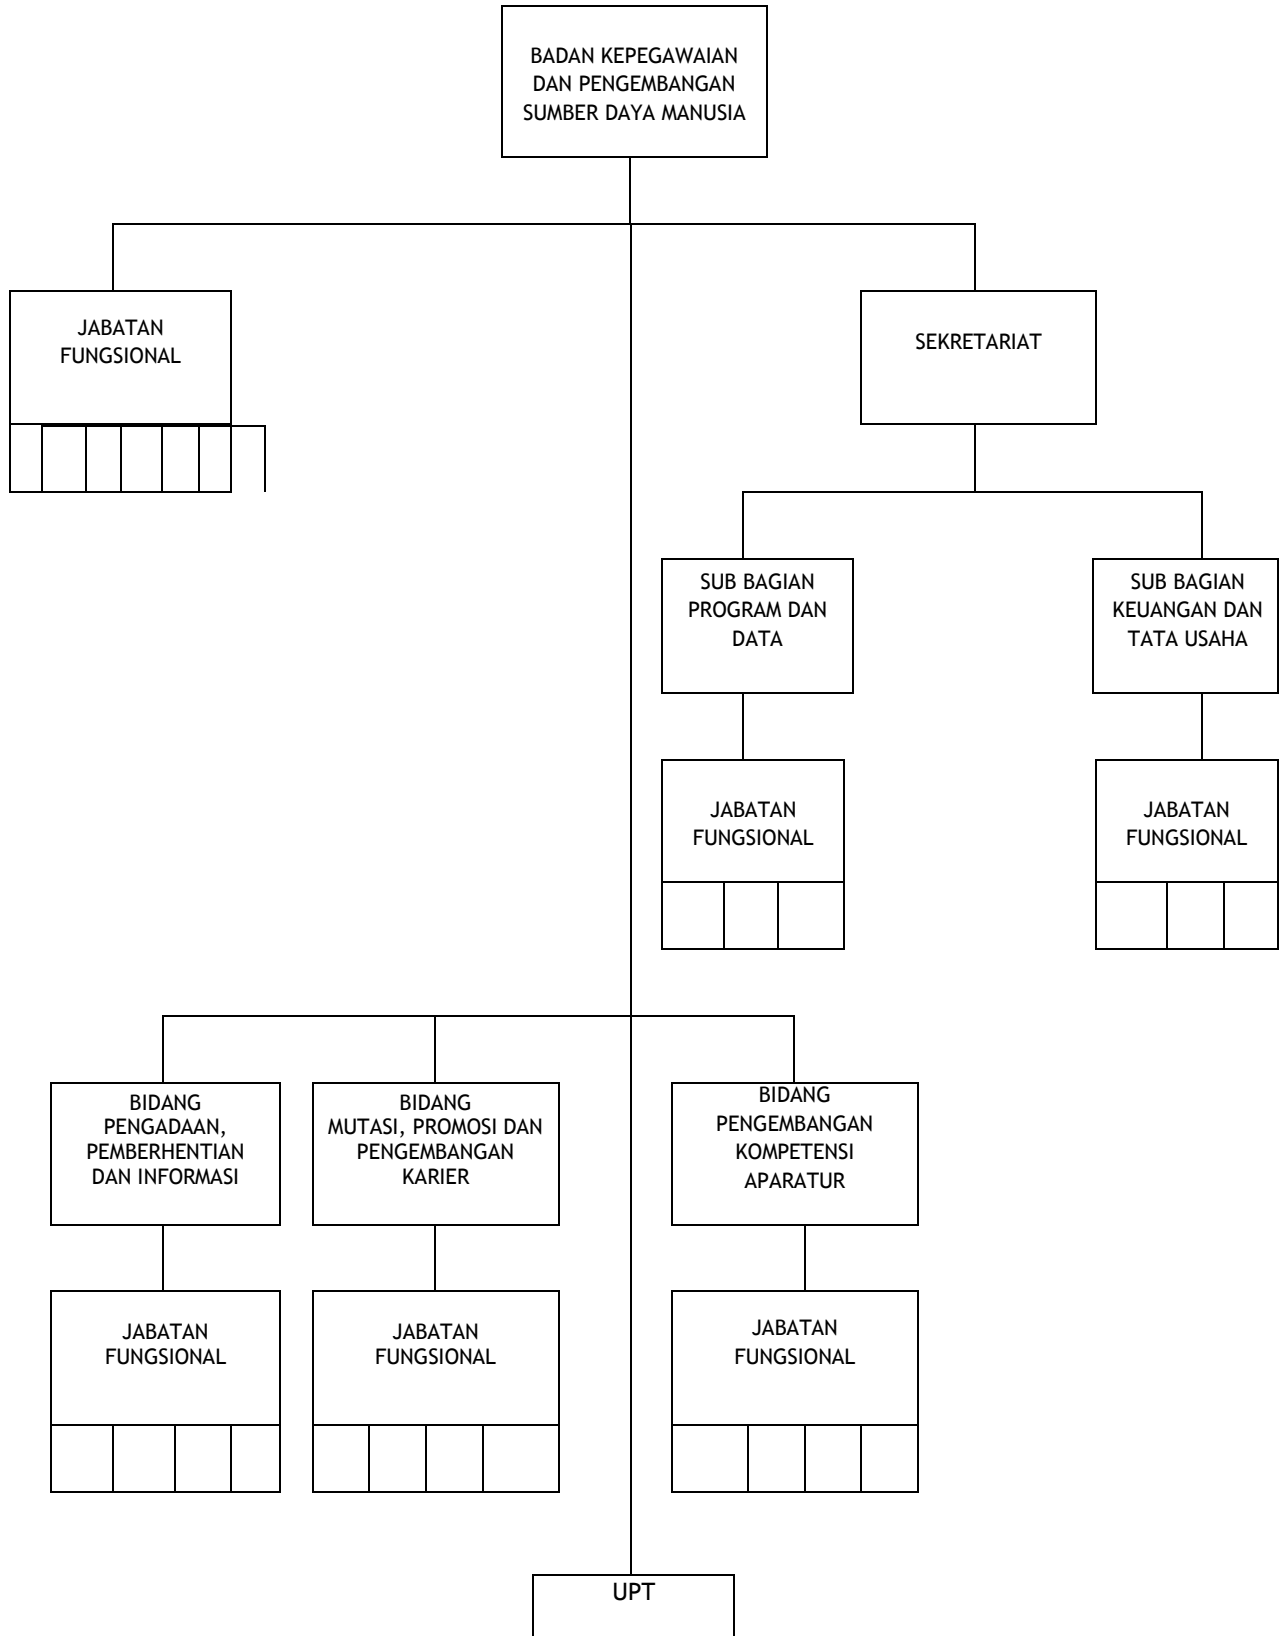 BADAN KEPEGAWAIAN
DAN PENGEMBANGAN
SUMBER DAYA MANUSIA
JABATAN
FUNGSIONAL
SEKRETARIAT
SUB BAGIAN
PROGRAM DAN
DATA
SUB BAGIAN
KEUANGAN DAN
TATA USAHA
JABATAN
FUNGSIONAL
JABATAN
FUNGSIONAL
BIDANG
PENGADAAN,
PEMBERHENTIAN
DAN INFORMASI
BIDANG
MUTASI, PROMOSI DAN
PENGEMBANGAN
KARIER
BIDANG
PENGEMBANGAN
KOMPETENSI
APARATUR
JABATAN
FUNGSIONAL
JABATAN
FUNGSIONAL
JABATAN
FUNGSIONAL
UPT